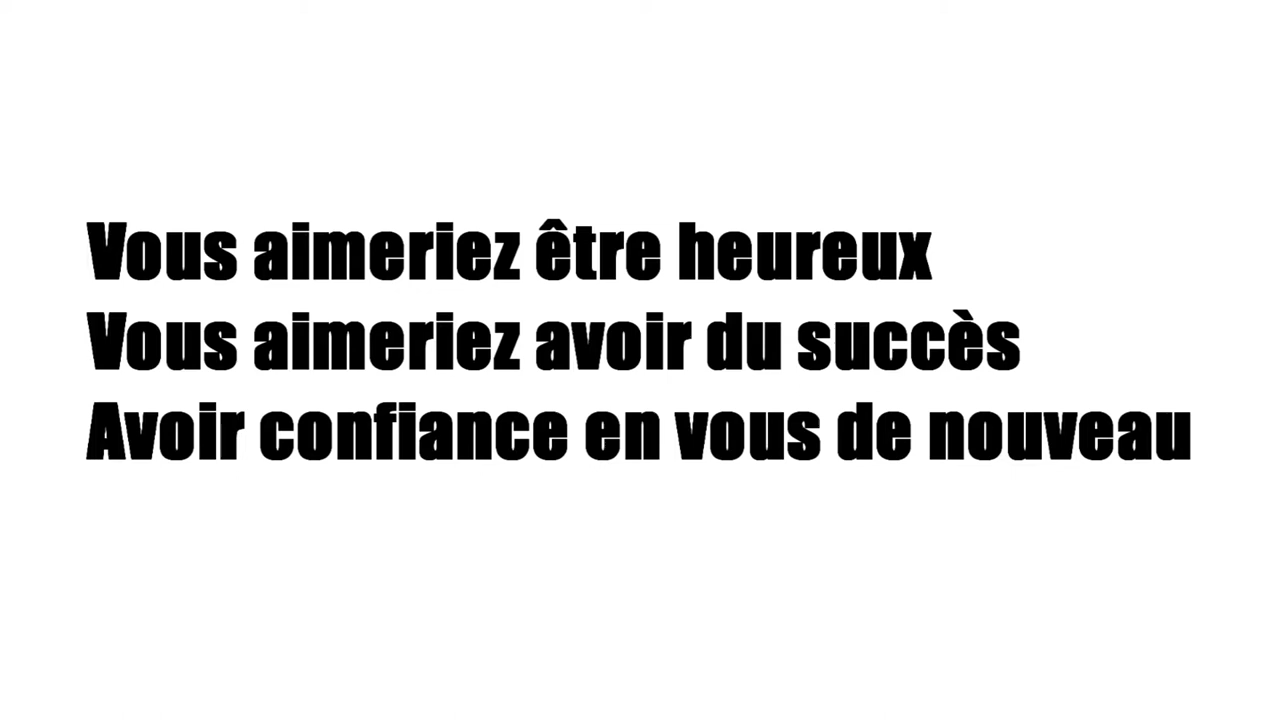 Vous aimeriez être heureux
Vous aimeriez avoir du succès
Avoir confiance en vous de nouveau